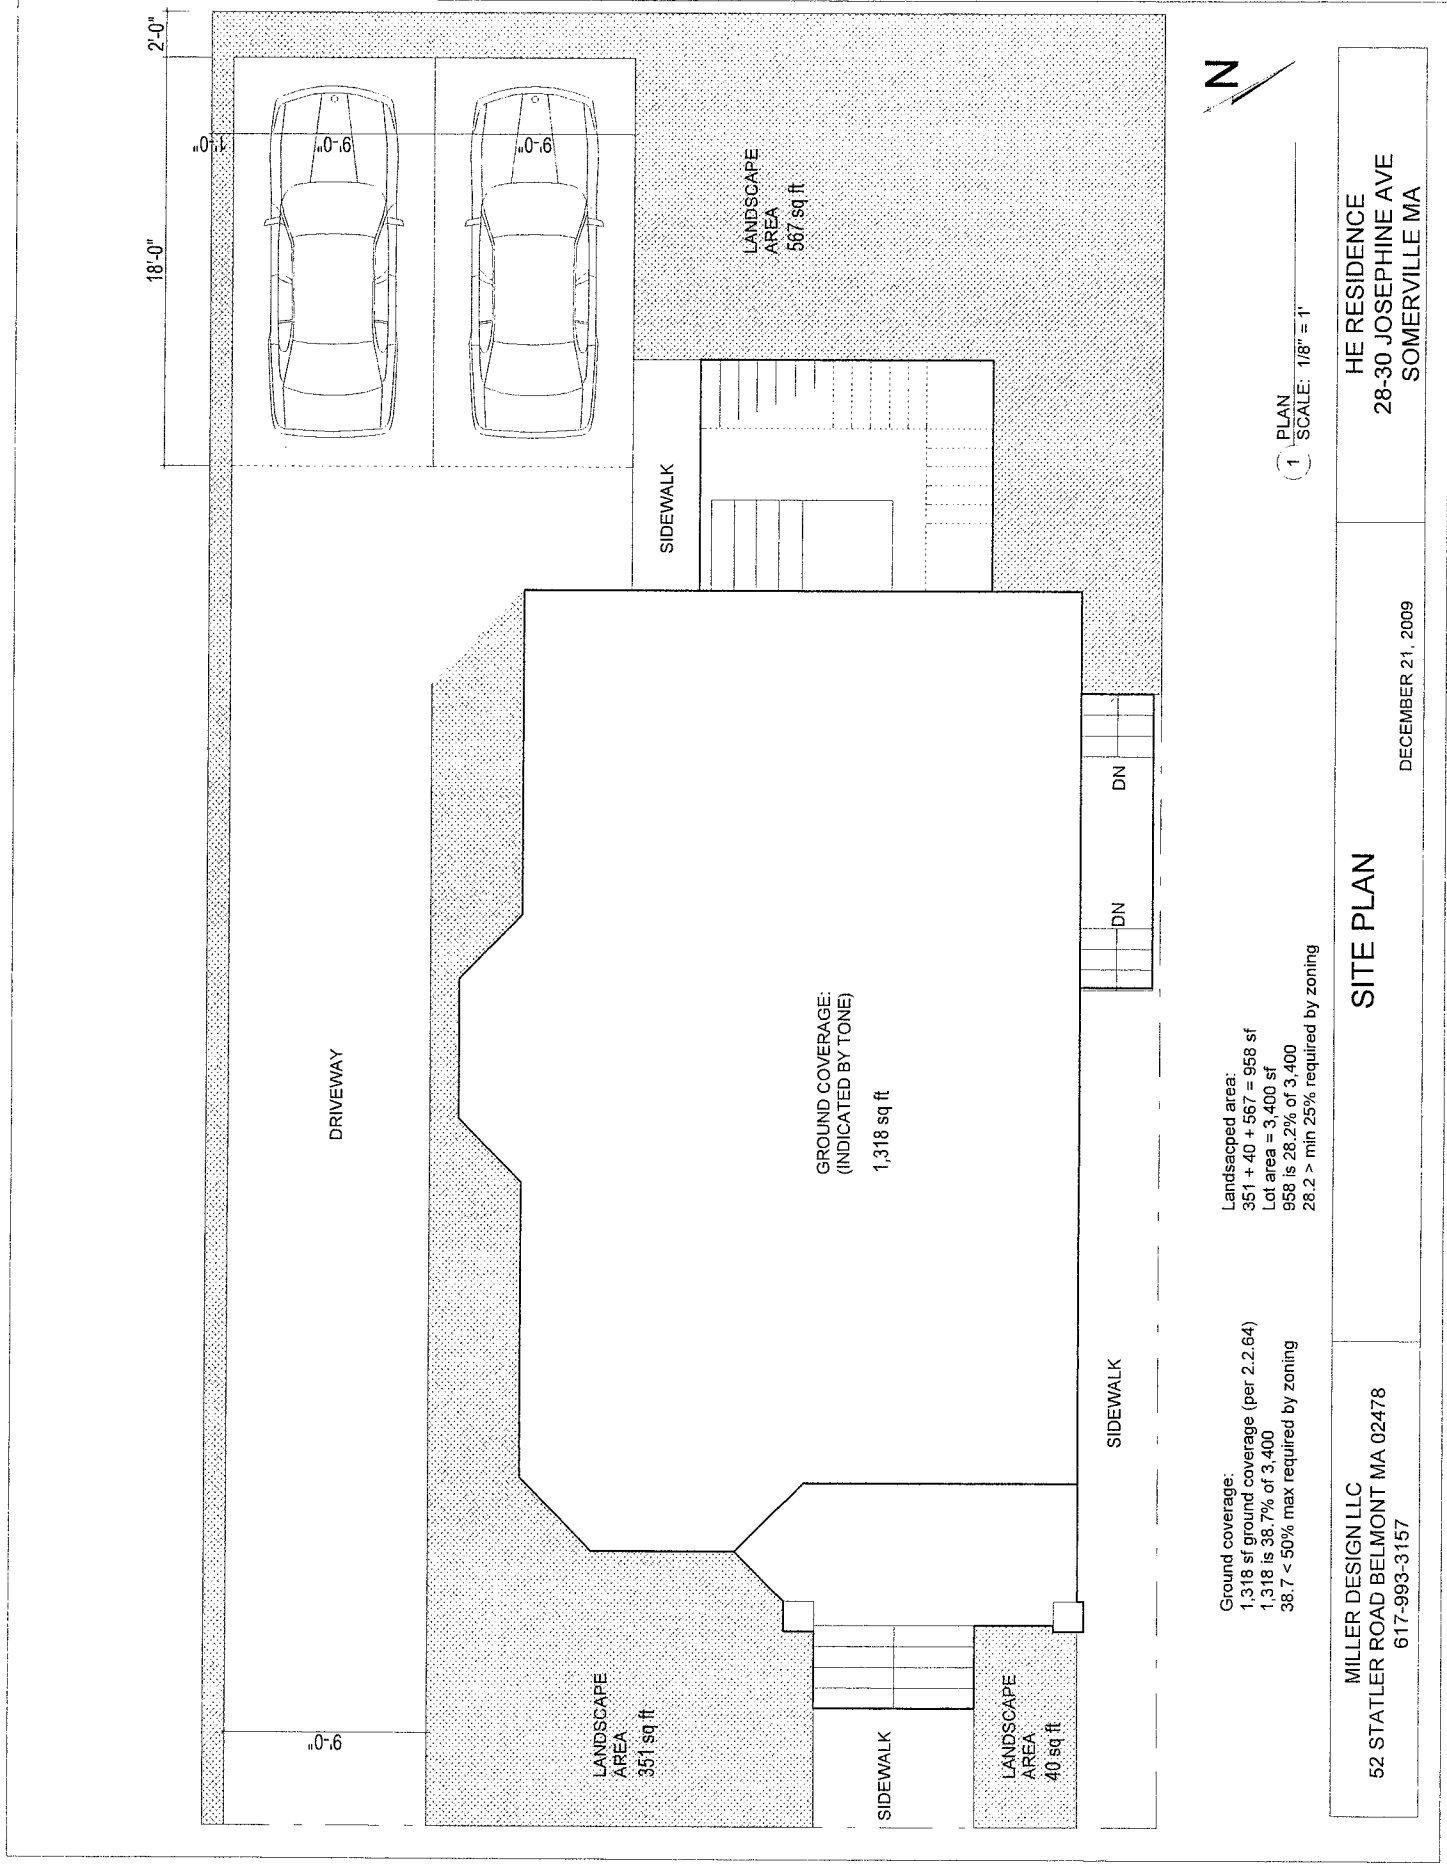 2'-0"
18'-0"
1'-0"
9'-0"
9'-0"
LANDSCAPE
AREA
567 sq ft
SIDEWALK
DRIVEWAY
GROUND COVERAGE:
(INDICATED BY TONE)
1,318 sq ft
DN
DN
SIDEWALK
9'-0"
LANDSCAPE
AREA
351 sq ft
SIDEWALK
LANDSCAPE
AREA
40 sq ft
N
1
PLAN
SCALE: 1/8" = 1'
Ground coverage:
1,318 sf ground coverage (per 2.2.64)
1,318 is 38.7% of 3,400
38.7 < 50% max required by zoning
Landsacped area:
351 + 40 + 567 = 958 sf
Lot area = 3,400 sf
958 is 28.2% of 3,400
28.2 > min 25% required by zoning
MILLER DESIGN LLC
52 STATLER ROAD BELMONT MA 02478
617-993-3157
SITE PLAN
DECEMBER 21, 2009
HE RESIDENCE
28-30 JOSEPHINE AVE
SOMERVILLE MA